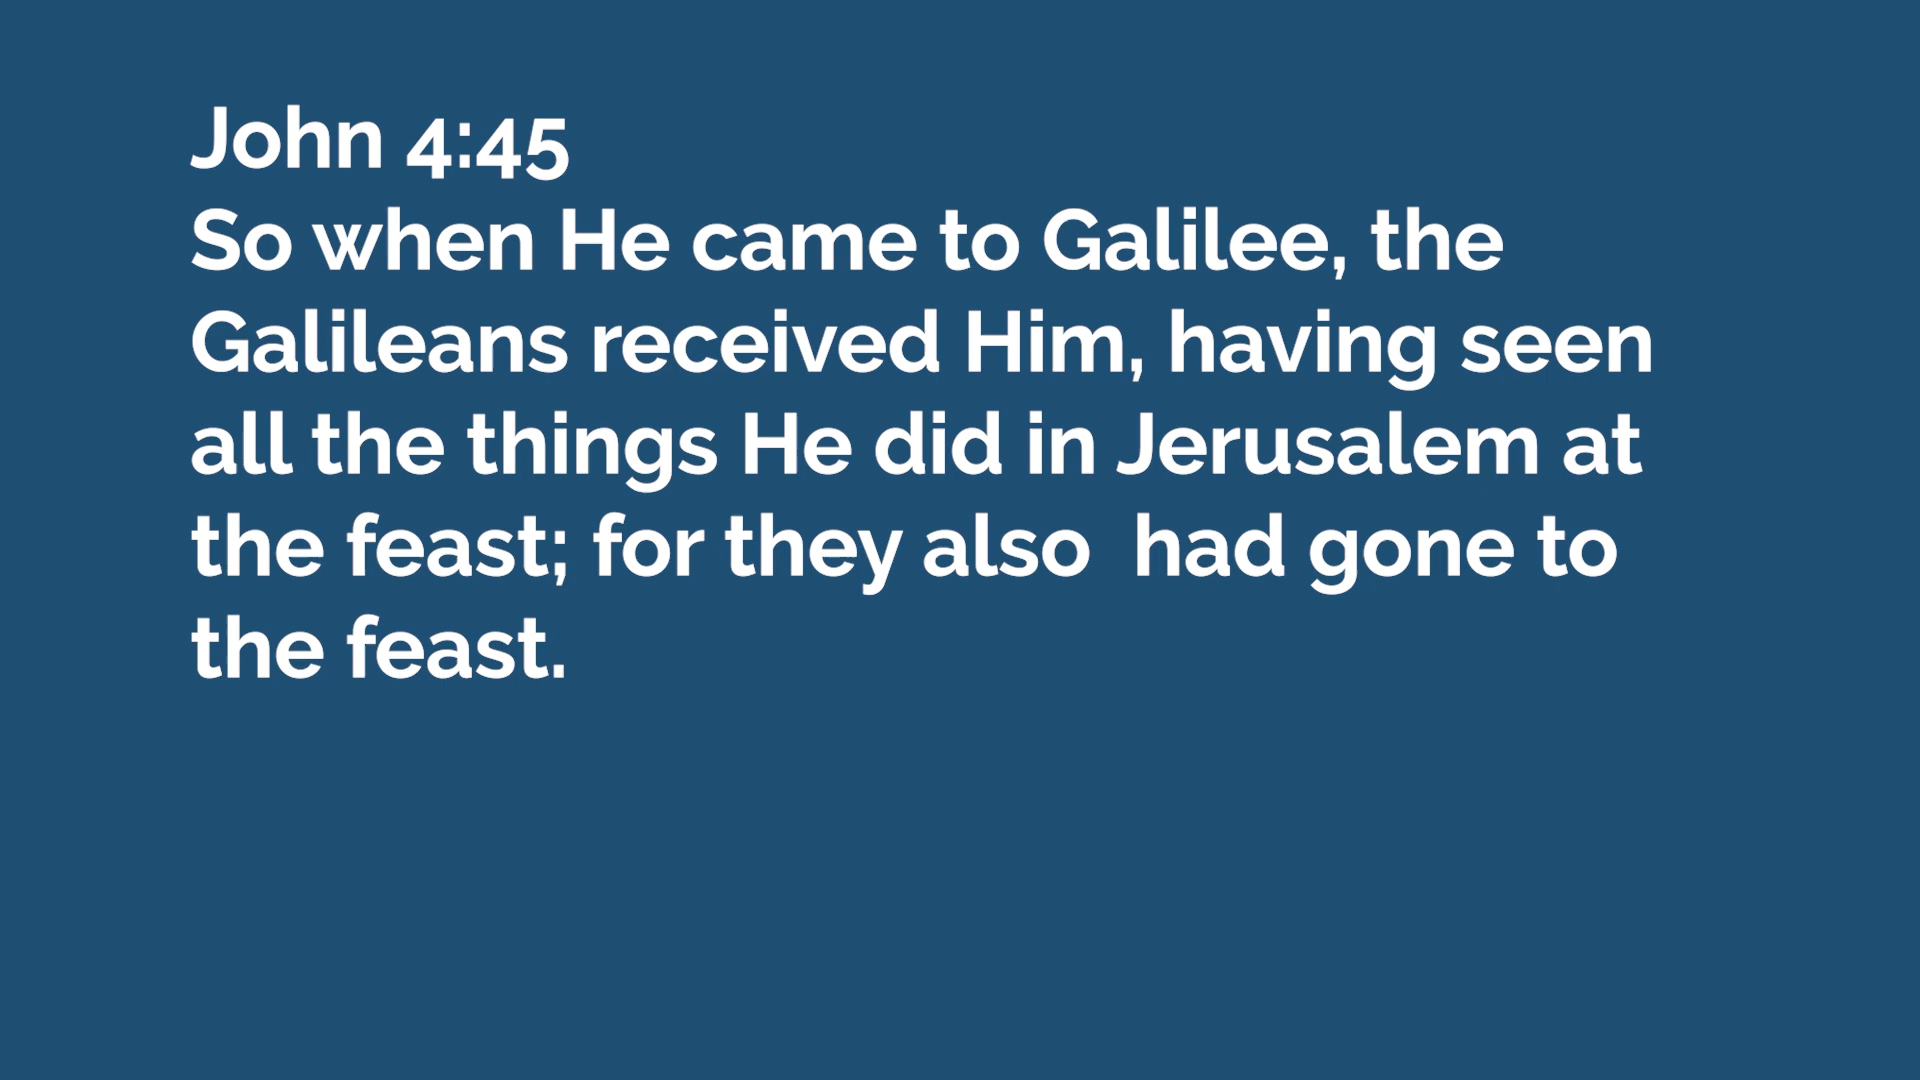 John 4:45
So when He came to Galilee, the
Galileans received Him, having seen
all the things He did in Jerusalem at
the feast; for they also  had gone to
the feast.